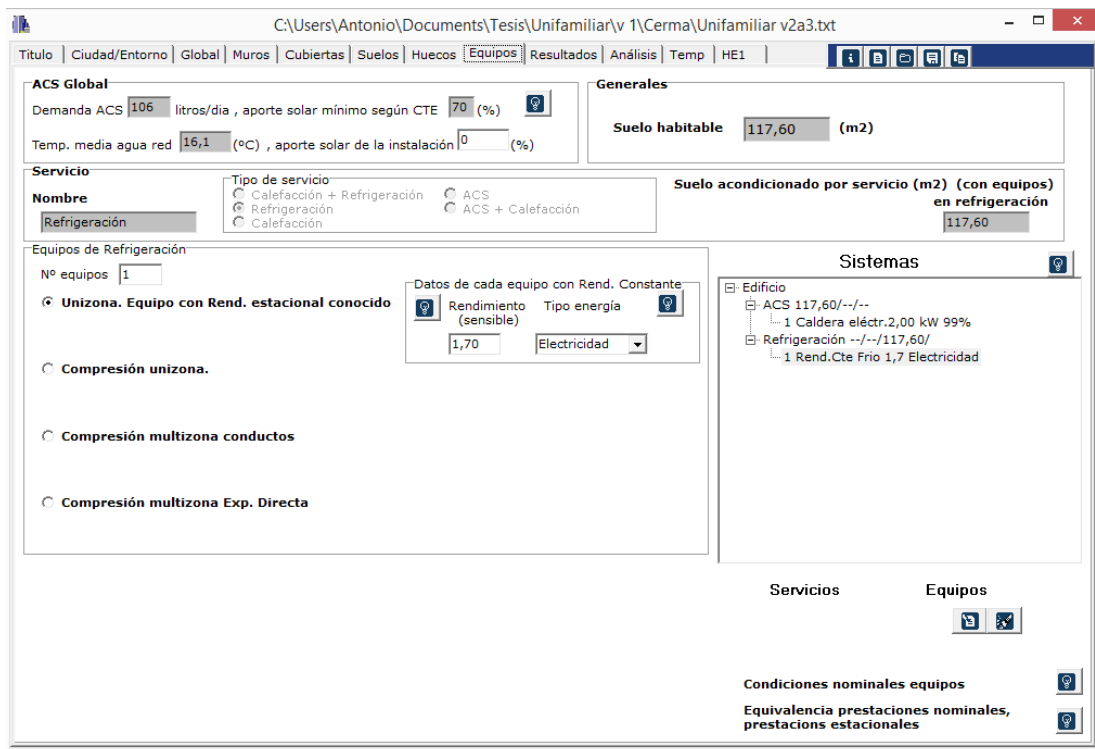 C:\Users\Antonio\Documents\Tesis\Unifamiliar\v 1\Cerma\Unifamiliar v2a3.txt
Titulo Ciudad/Entorno Global Muros Cubiertas Suelos Huecos Equipos Resultados Análisis Temp HE1
ACS Global
Demanda ACS 106 litros/dia , aporte solar mínimo según CTE 70 (%)
Temp. media agua red 16,1 (ºC) , aporte solar de la instalación 0 (%)
Generales
Suelo habitable 117,60 (m2)
Servicio
Nombre
Refrigeración
Tipo de servicio
Calefacción + Refrigeración ACS
Refrigeración ACS + Calefacción
Calefacción
Suelo acondicionado por servicio (m2) (con equipos)
en refrigeración
117,60
Equipos de Refrigeración
Nº equipos 1
Unizona. Equipo con Rend. estacional conocido
Datos de cada equipo con Rend. Constante
Rendimiento Tipo energía
(sensible)
1,70 Electricidad
Compresión unizona.
Compresión multizona conductos
Compresión multizona Exp. Directa
Sistemas
Edificio
ACS 117,60/--/--
1 Caldera eléctr.2,00 kW 99%
Refrigeración --/--/117,60/
1 Rend.Cte Frio 1,7 Electricidad
Servicios Equipos
Condiciones nominales equipos
Equivalencia prestaciones nominales,
prestacions estacionales